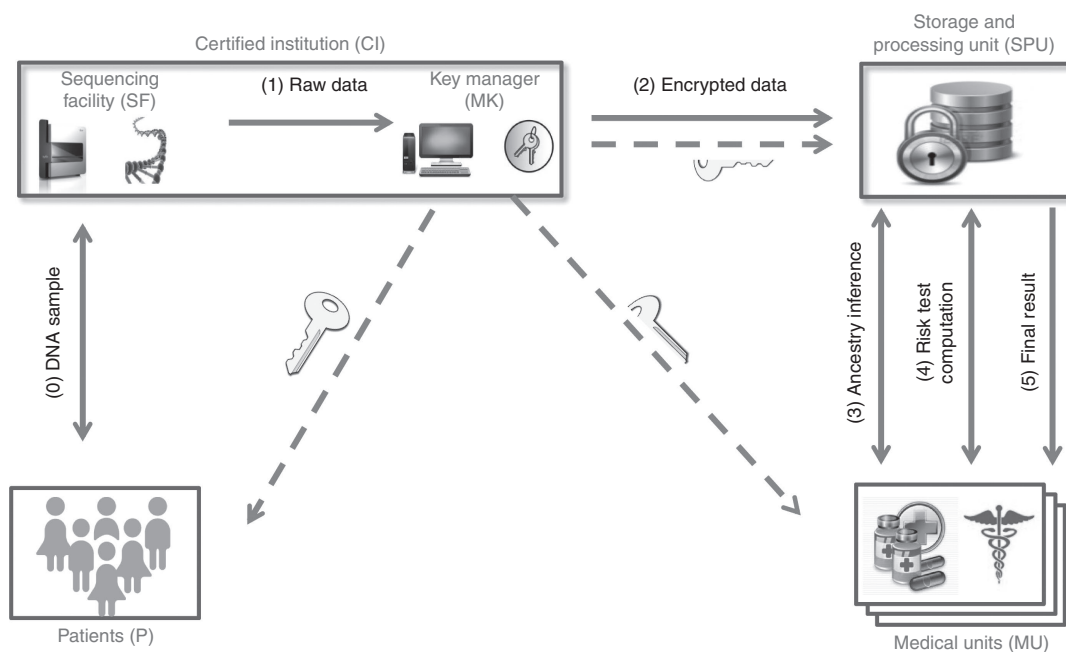 Certified institution (CI)
Storage and
processing unit (SPU)
Sequencing
facility (SF)
(1) Raw data
Key manager
(MK)
(2) Encrypted data
(0) DNA sample
(3) Ancestry inference
(4) Risk test
computation
(5) Final result
Patients (P)
Medical units (MU)